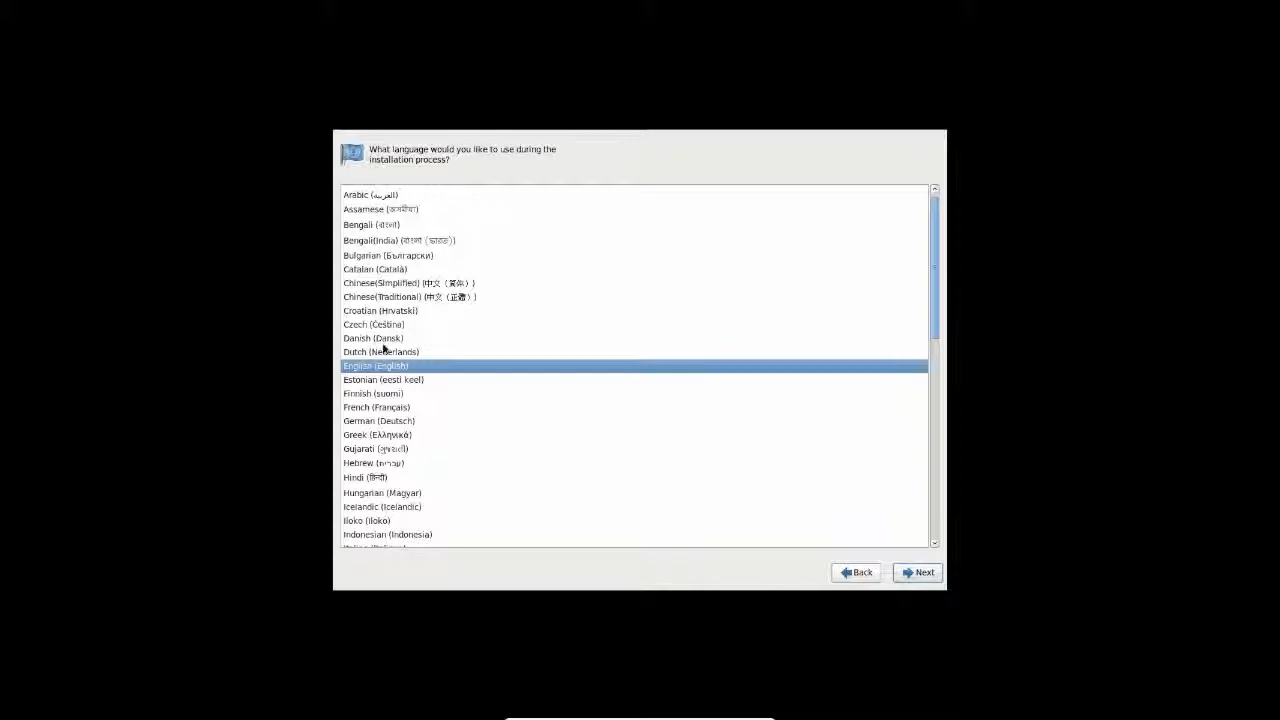 What language would you like to use during the
installation process?
Arabic (العربية)
Assamese (অসমীয়া)
Bengali (বাংলা)
Bengali(India) (বাংলা (ভারত))
Bulgarian (Български)
Catalan (Català)
Chinese(Simplified) (中文（简体）)
Chinese(Traditional) (中文（正體）)
Croatian (Hrvatski)
Czech (Čeština)
Danish (Dansk)
Dutch (Nederlands)
English (English)
Estonian (eesti keel)
Finnish (suomi)
French (Français)
German (Deutsch)
Greek (Ελληνικά)
Gujarati (ગુજરાતી)
Hebrew (עברית)
Hindi (हिन्दी)
Hungarian (Magyar)
Icelandic (Icelandic)
Iloko (Iloko)
Indonesian (Indonesia)
Back
Next